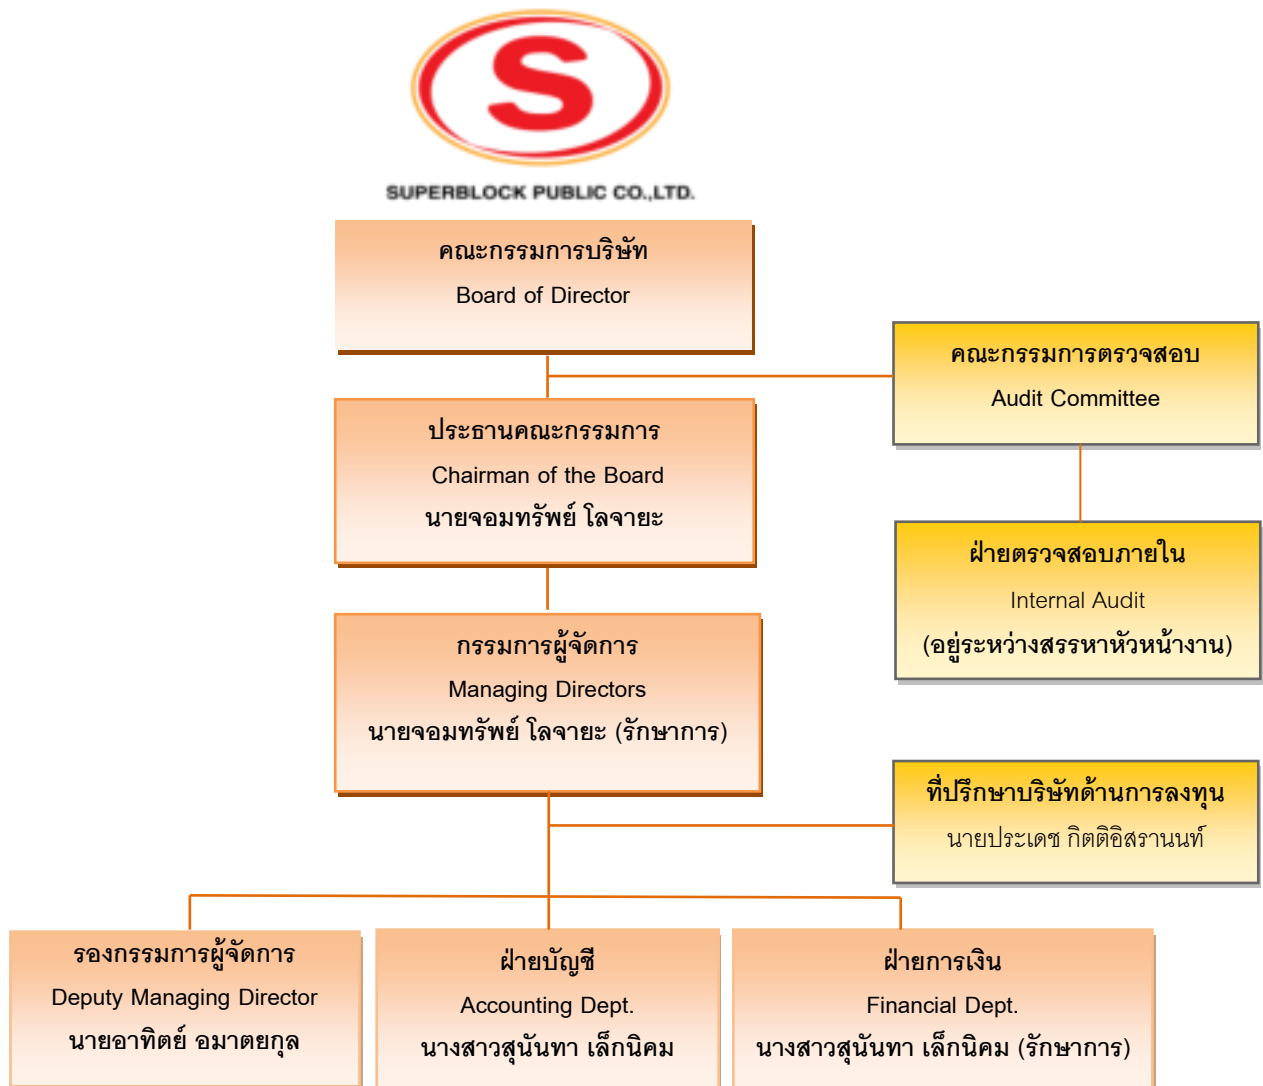 S
SUPERBLOCK PUBLIC CO.,LTD.
คณะกรรมการบริษัท
Board of Director
คณะกรรมการตรวจสอบ
Audit Committee
ประธานคณะกรรมการ
Chairman of the Board
นายจอมทรัพย์ โลจายะ
ฝ่ายตรวจสอบภายใน
Internal Audit
(อยู่ระหว่างสรรหาหัวหน้างาน)
กรรมการผู้จัดการ
Managing Directors
นายจอมทรัพย์ โลจายะ (รักษาการ)
ที่ปรึกษาบริษัทด้านการลงทุน
นายประเดช กิตติอิสรานนท์
รองกรรมการผู้จัดการ
Deputy Managing Director
นายอาทิตย์ อมาตยกุล
ฝ่ายบัญชี
Accounting Dept.
นางสาวสุนันทา เล็กนิคม
ฝ่ายการเงิน
Financial Dept.
นางสาวสุนันทา เล็กนิคม (รักษาการ)